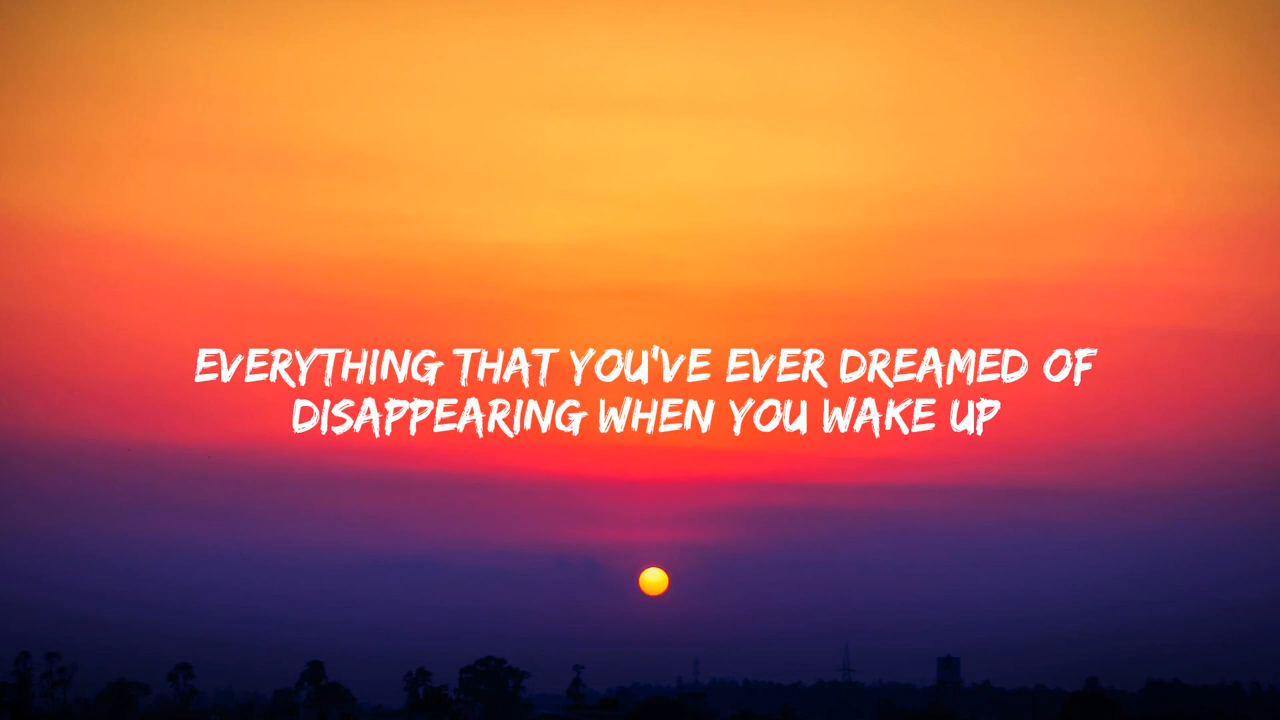 EVERYTHING THAT YOU'VE EVER DREAMED OF
DISAPPEARING WHEN YOU WAKE UP